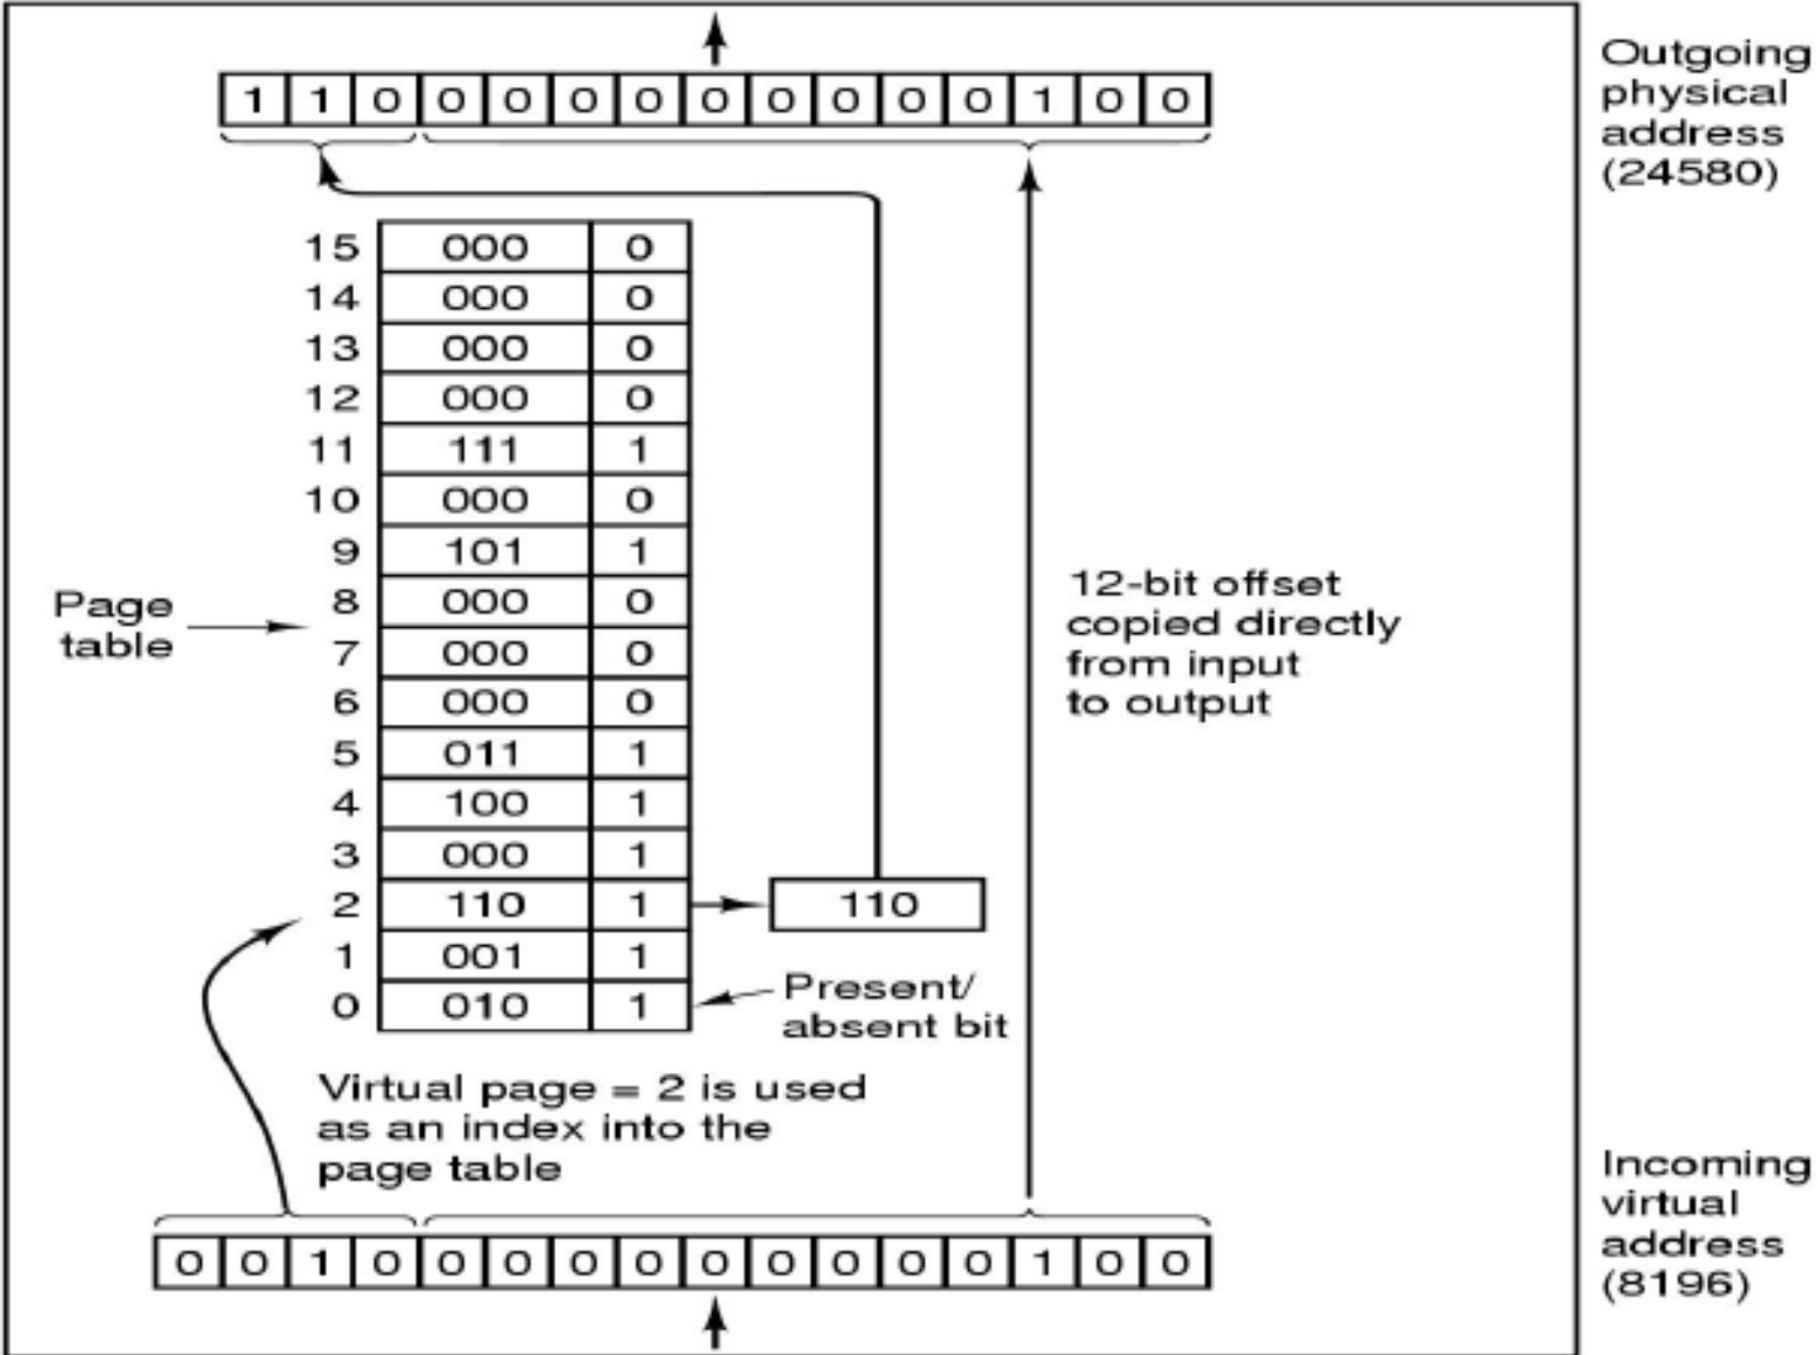 1 1 0 0 0 0 0 0 0 0 0 0 1 0 0
Outgoing
physical
address
(24580)
15 000 0
14 000 0
13 000 0
12 000 0
11 111 1
10 000 0
9 101 1
8 000 0
7 000 0
6 000 0
5 011 1
4 100 1
3 000 1
2 110 1 110
1 001 1
0 010 1
Page
table
12-bit offset
copied directly
from input
to output
Present/
absent bit
Virtual page = 2 is used
as an index into the
page table
0 0 1 0 0 0 0 0 0 0 0 0 0 1 0 0
Incoming
virtual
address
(8196)